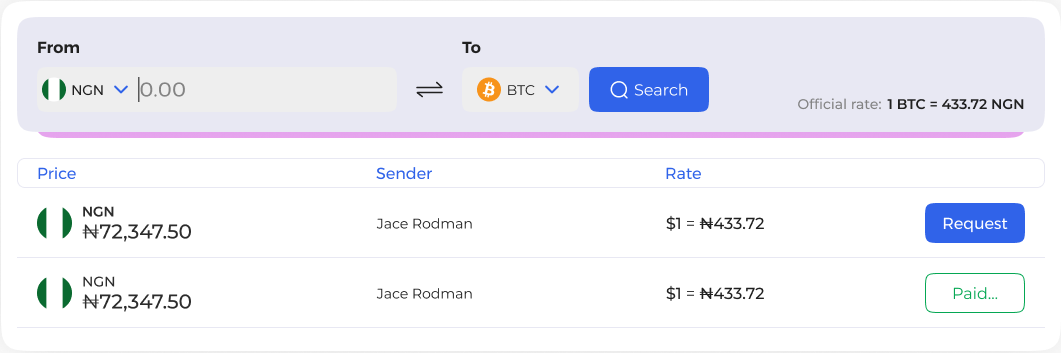 From
To
NGN 0.00
BTC
Search
Official rate: 1 BTC = 433.72 NGN
Price Sender Rate
NGN
₦72,347.50
Jace Rodman
$1 = ₦433.72
Request
NGN
₦72,347.50
Jace Rodman
$1 = ₦433.72
Paid...